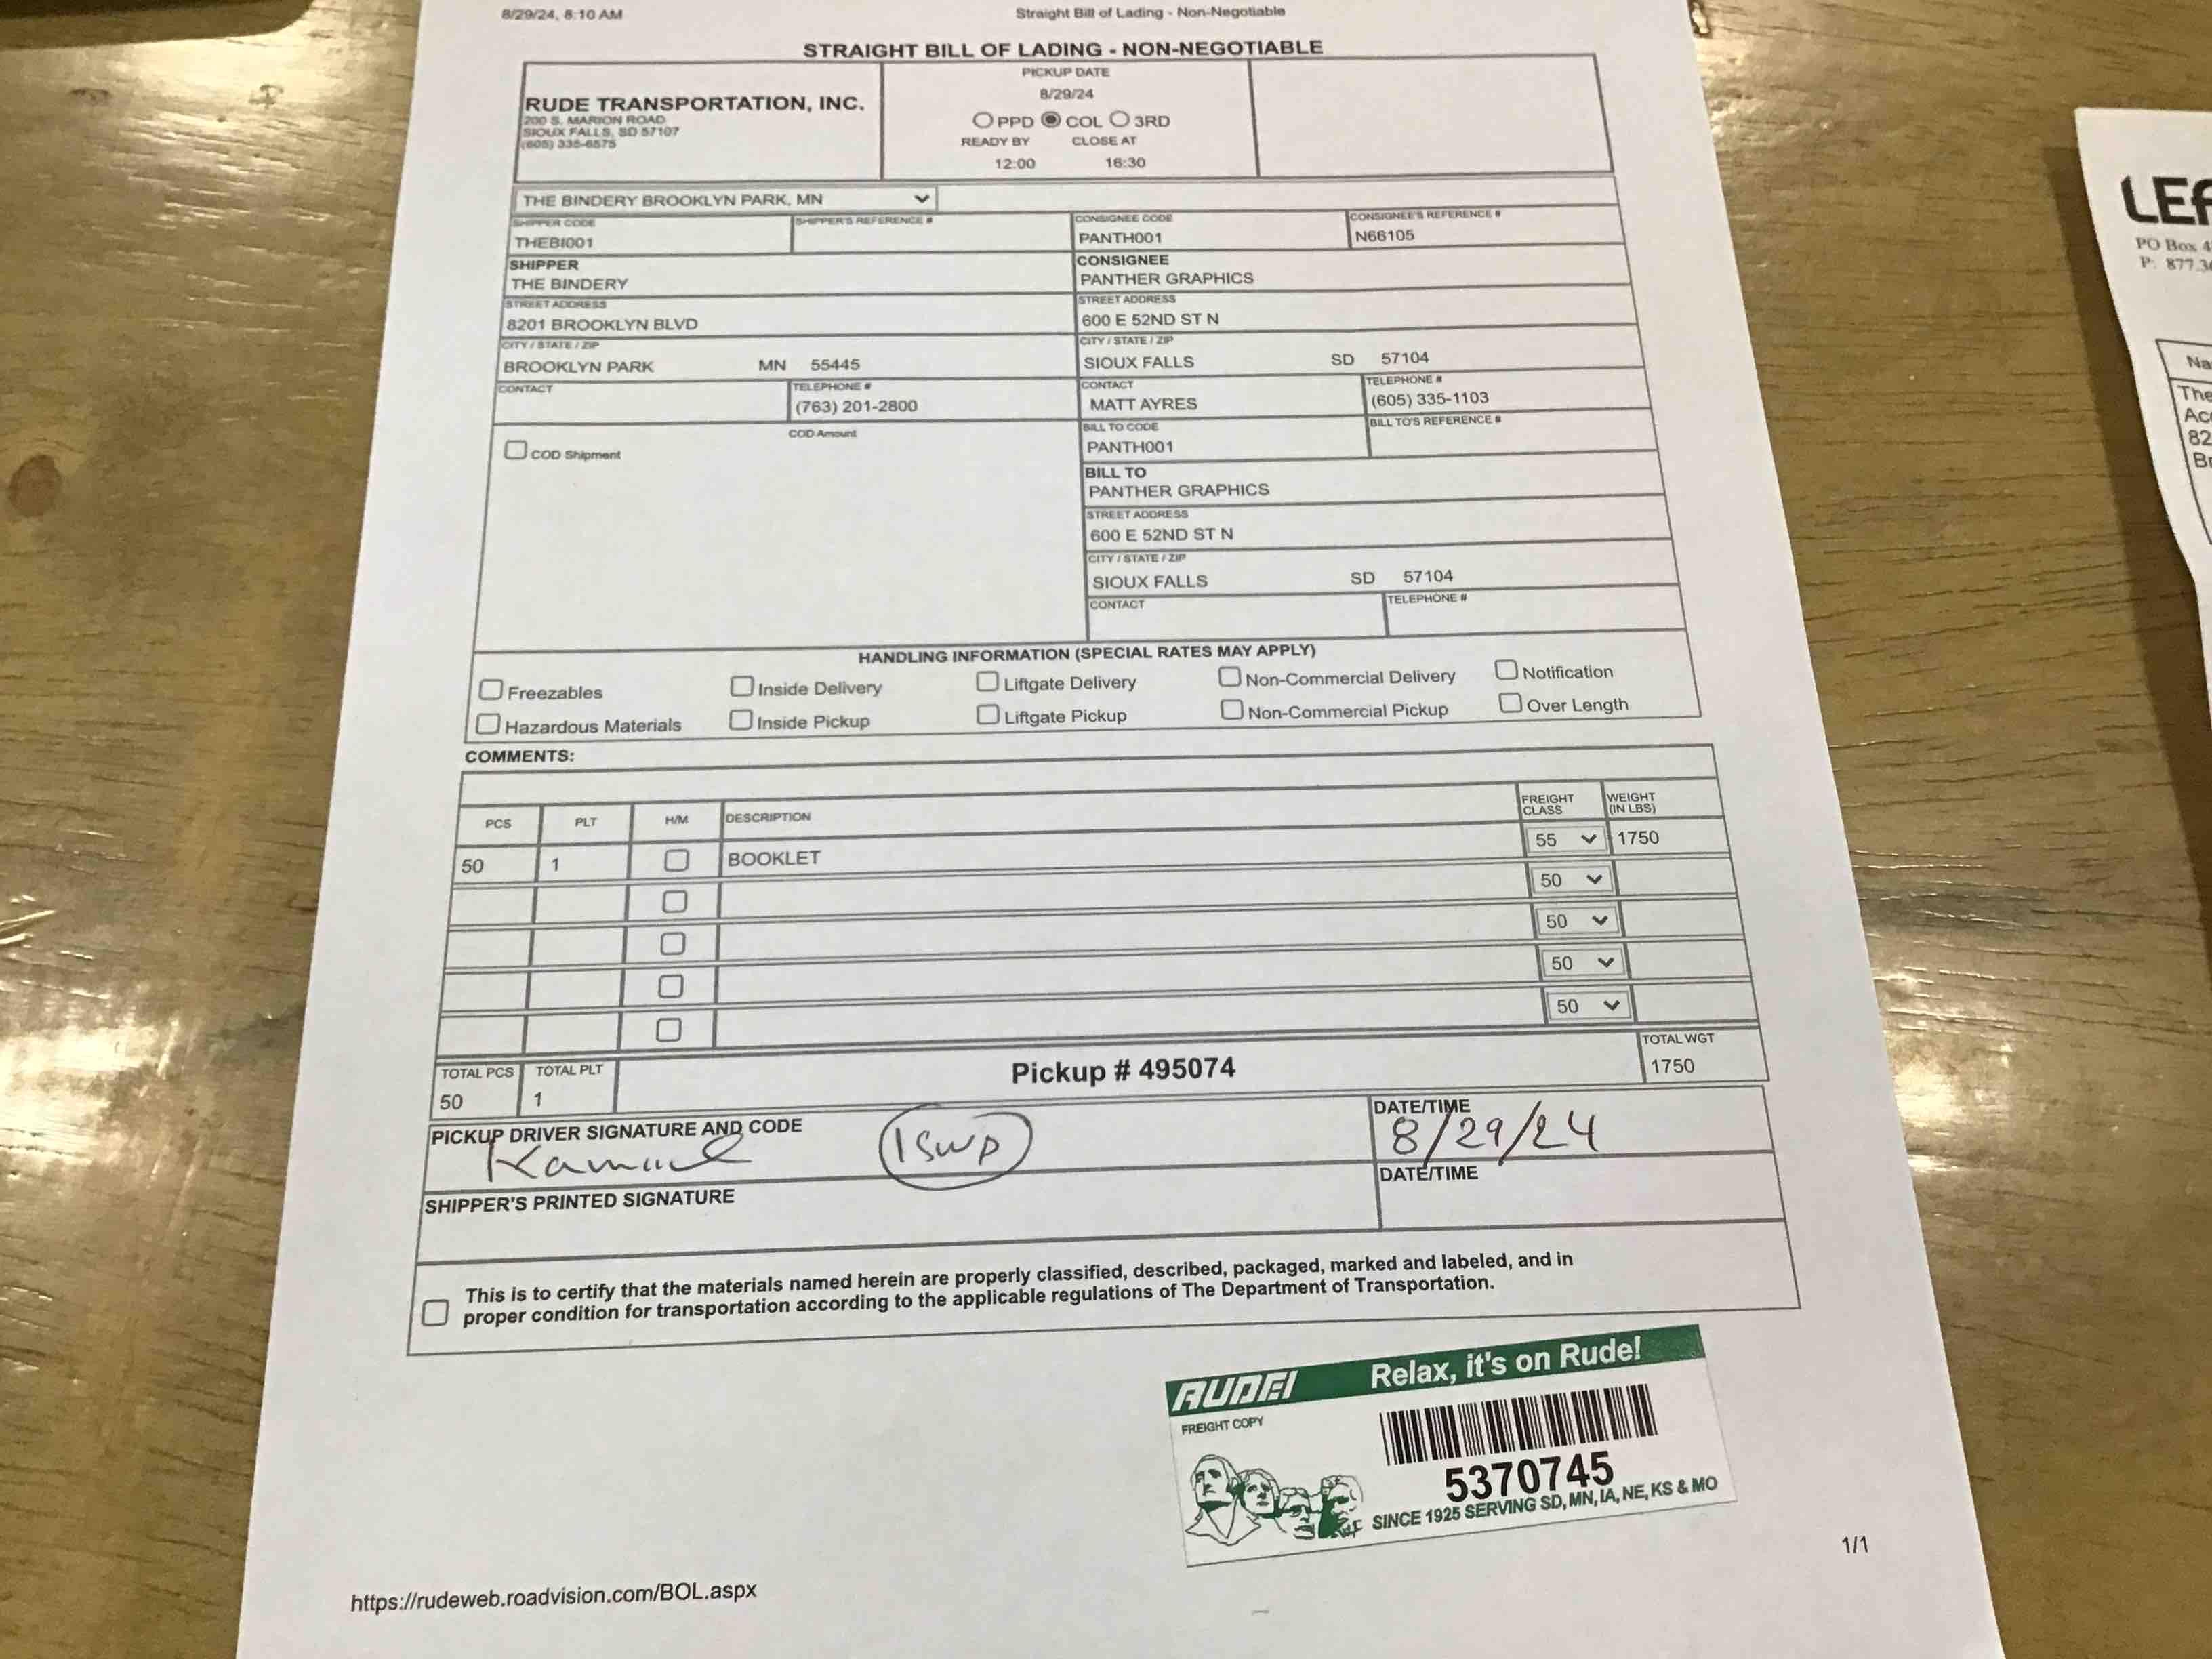 8/29/24, 8:10 AM
Straight Bill of Lading - Non-Negotiable
STRAIGHT BILL OF LADING - NON-NEGOTIABLE
RUDE TRANSPORTATION, INC.
200 S. MARION ROAD
SIOUX FALLS, SD 57107
(605) 335-6575
PICKUP DATE
8/29/24
PPD COL 3RD
READY BY CLOSE AT
12:00 16:30
THE BINDERY BROOKLYN PARK, MN
SHIPPER CODE
THEBI001
SHIPPER'S REFERENCE #
CONSIGNEE CODE
PANTH001
CONSIGNEE'S REFERENCE #
N66105
SHIPPER
THE BINDERY
CONSIGNEE
PANTHER GRAPHICS
STREET ADDRESS
8201 BROOKLYN BLVD
STREET ADDRESS
600 E 52ND ST N
CITY / STATE / ZIP
BROOKLYN PARK MN 55445
CITY / STATE / ZIP
SIOUX FALLS SD 57104
CONTACT
TELEPHONE #
(763) 201-2800
CONTACT
MATT AYRES
TELEPHONE #
(605) 335-1103
COD Shipment
COD Amount
BILL TO CODE
PANTH001
BILL TO'S REFERENCE #
BILL TO
PANTHER GRAPHICS
STREET ADDRESS
600 E 52ND ST N
CITY / STATE / ZIP
SIOUX FALLS SD 57104
CONTACT
TELEPHONE #
HANDLING INFORMATION (SPECIAL RATES MAY APPLY)
Freezables Inside Delivery Liftgate Delivery Non-Commercial Delivery Notification
Hazardous Materials Inside Pickup Liftgate Pickup Non-Commercial Pickup Over Length
COMMENTS:
PCS PLT H/M DESCRIPTION FREIGHT CLASS WEIGHT (IN LBS)
50 1 BOOKLET 55 1750
50
50
50
50
TOTAL PCS TOTAL PLT TOTAL WGT
50 1 Pickup # 495074 1750
PICKUP DRIVER SIGNATURE AND CODE
DATE/TIME
8/29/24
SHIPPER'S PRINTED SIGNATURE
DATE/TIME
This is to certify that the materials named herein are properly classified, described, packaged, marked and labeled, and in
proper condition for transportation according to the applicable regulations of The Department of Transportation.
RUDE! Relax, it's on Rude!
FREIGHT COPY
5370745
SINCE 1925 SERVING SD, MN, IA, NE, KS & MO
1/1
https://rudeweb.roadvision.com/BOL.aspx
PO Box
P: 877.3
The
82